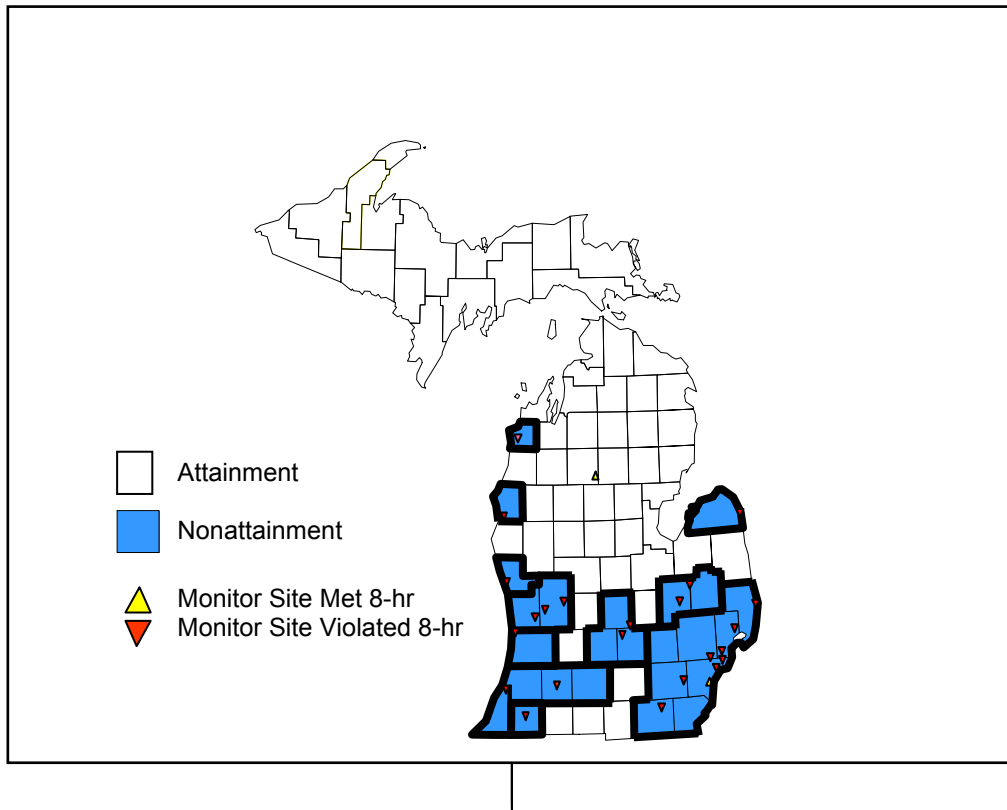 Attainment
Nonattainment
Monitor Site Met 8-hr
Monitor Site Violated 8-hr